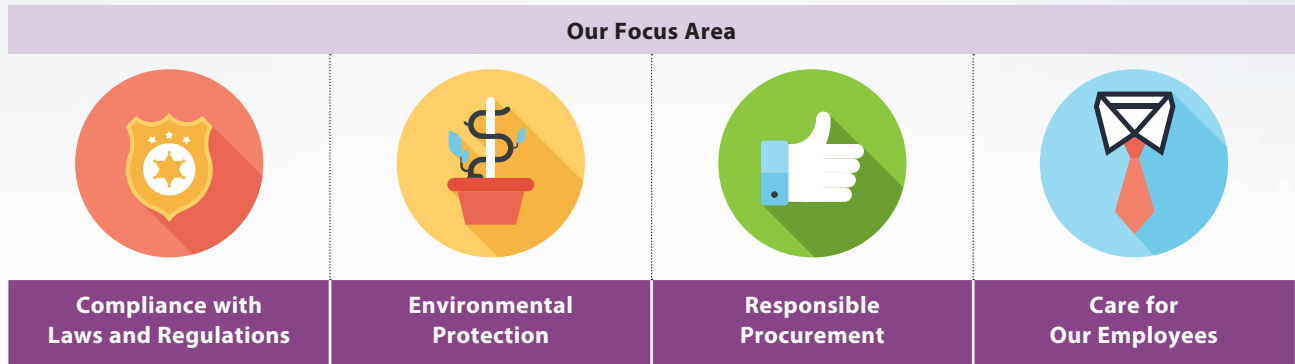 Our Focus Area
Compliance with
Laws and Regulations
Environmental
Protection
Responsible
Procurement
Care for
Our Employees